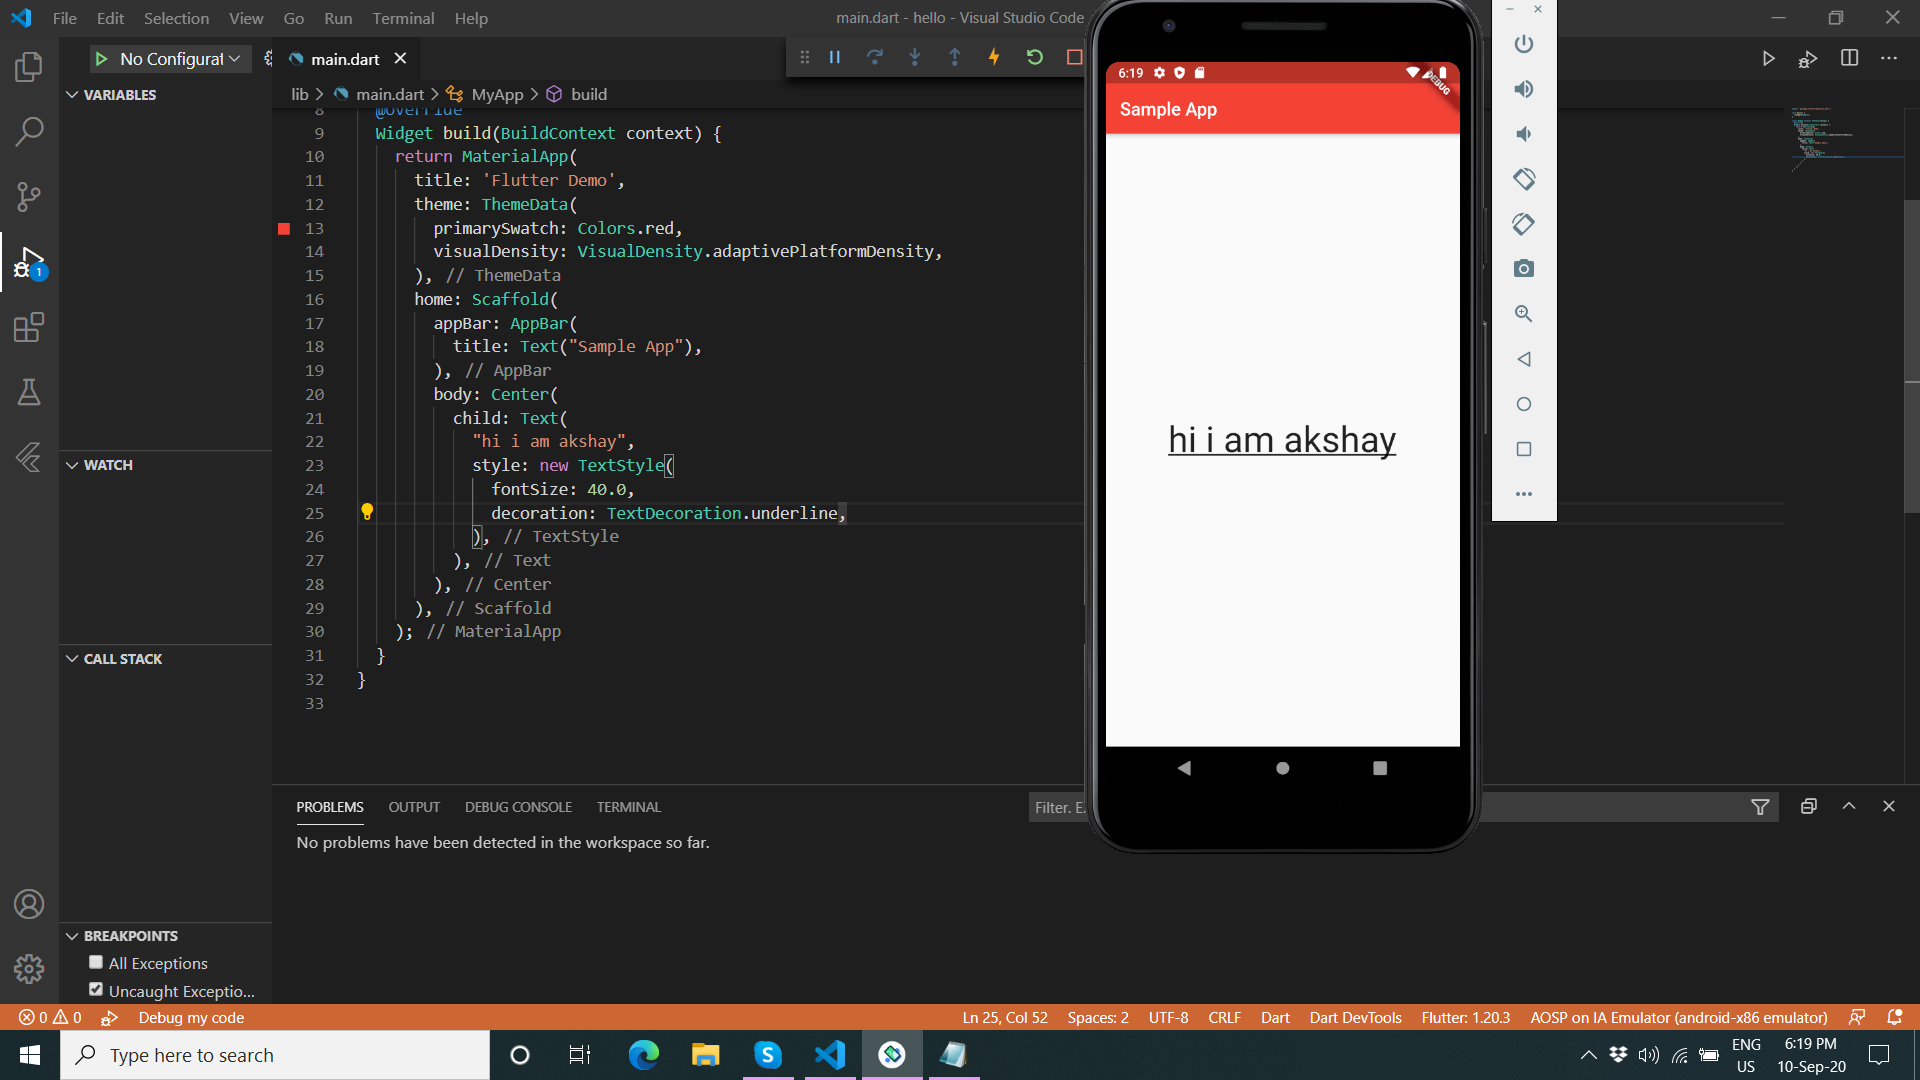 File Edit Selection View Go Run Terminal Help
main.dart - hello - Visual Studio Code
No Configurat
main.dart
VARIABLES
lib > main.dart > MyApp > build
8 @override
9 Widget build(BuildContext context) {
10 return MaterialApp(
11 title: 'Flutter Demo',
12 theme: ThemeData(
13 primarySwatch: Colors.red,
14 visualDensity: VisualDensity.adaptivePlatformDensity,
15 ), // ThemeData
16 home: Scaffold(
17 appBar: AppBar(
18 title: Text("Sample App"),
19 ), // AppBar
20 body: Center(
21 child: Text(
22 "hi i am akshay",
23 style: new TextStyle(
24 fontSize: 40.0,
25 decoration: TextDecoration.underline,
26 ), // TextStyle
27 ), // Text
28 ), // Center
29 ), // Scaffold
30 ); // MaterialApp
31 }
32 }
33
WATCH
CALL STACK
BREAKPOINTS
All Exceptions
Uncaught Exceptio...
6:19
DEBUG
Sample App
hi i am akshay
PROBLEMS OUTPUT DEBUG CONSOLE TERMINAL
Filter. E.
No problems have been detected in the workspace so far.
1
0 0 Debug my code
Ln 25, Col 52 Spaces: 2 UTF-8 CRLF Dart Dart DevTools Flutter: 1.20.3 AOSP on IA Emulator (android-x86 emulator)
Type here to search
ENG
US
6:19 PM
10-Sep-20